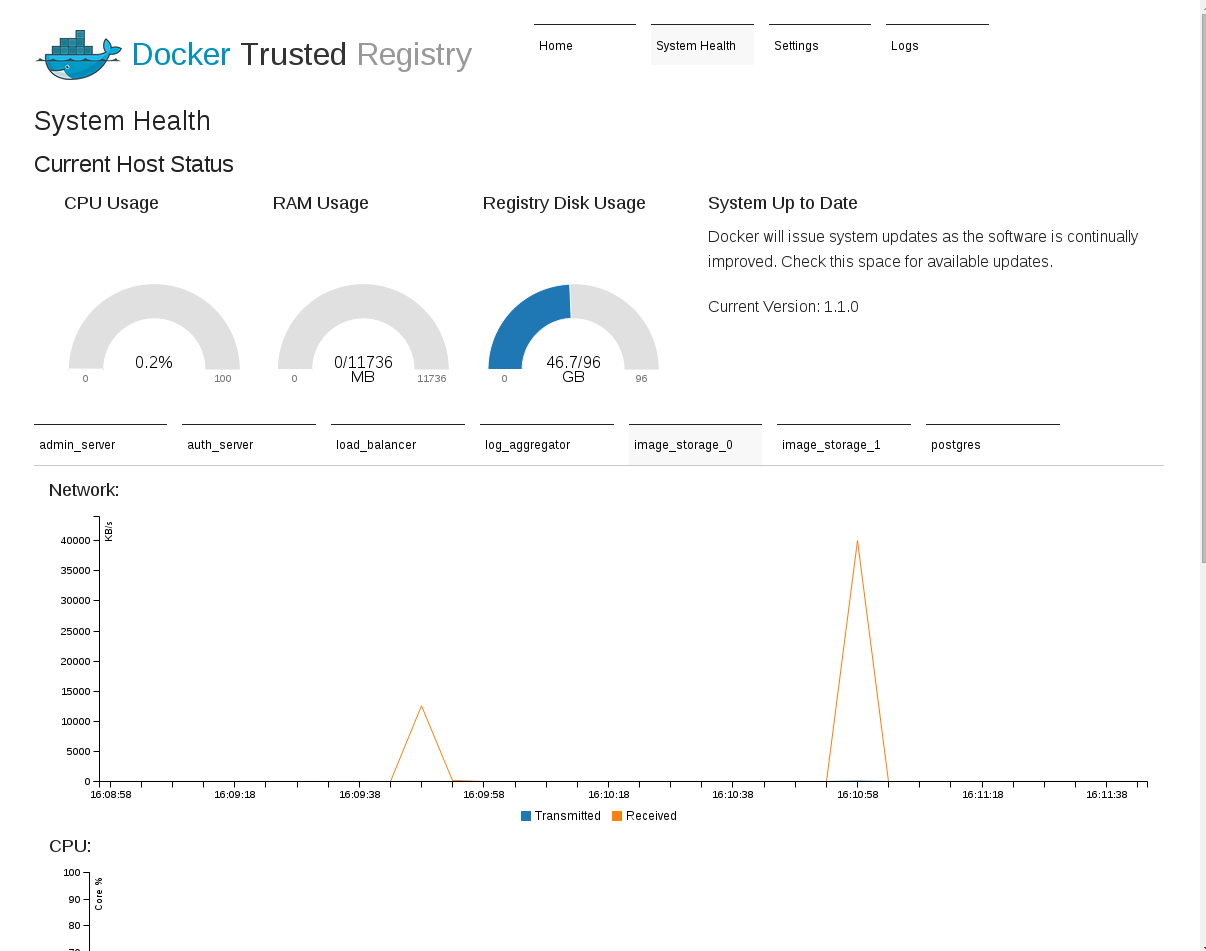 Docker Trusted Registry
Home
System Health
Settings
Logs
System Health
Current Host Status
CPU Usage
RAM Usage
Registry Disk Usage
System Up to Date
Docker will issue system updates as the software is continually
improved. Check this space for available updates.
Current Version: 1.1.0
0.2%
0
100
0/11736
MB
0
11736
46.7/96
GB
0
96
admin_server
auth_server
load_balancer
log_aggregator
image_storage_0
image_storage_1
postgres
Network:
KB/s
40000
35000
30000
25000
20000
15000
10000
5000
0
16:08:58
16:09:18
16:09:38
16:09:58
16:10:18
16:10:38
16:10:58
16:11:18
16:11:38
Transmitted
Received
CPU:
Core %
100
90
80